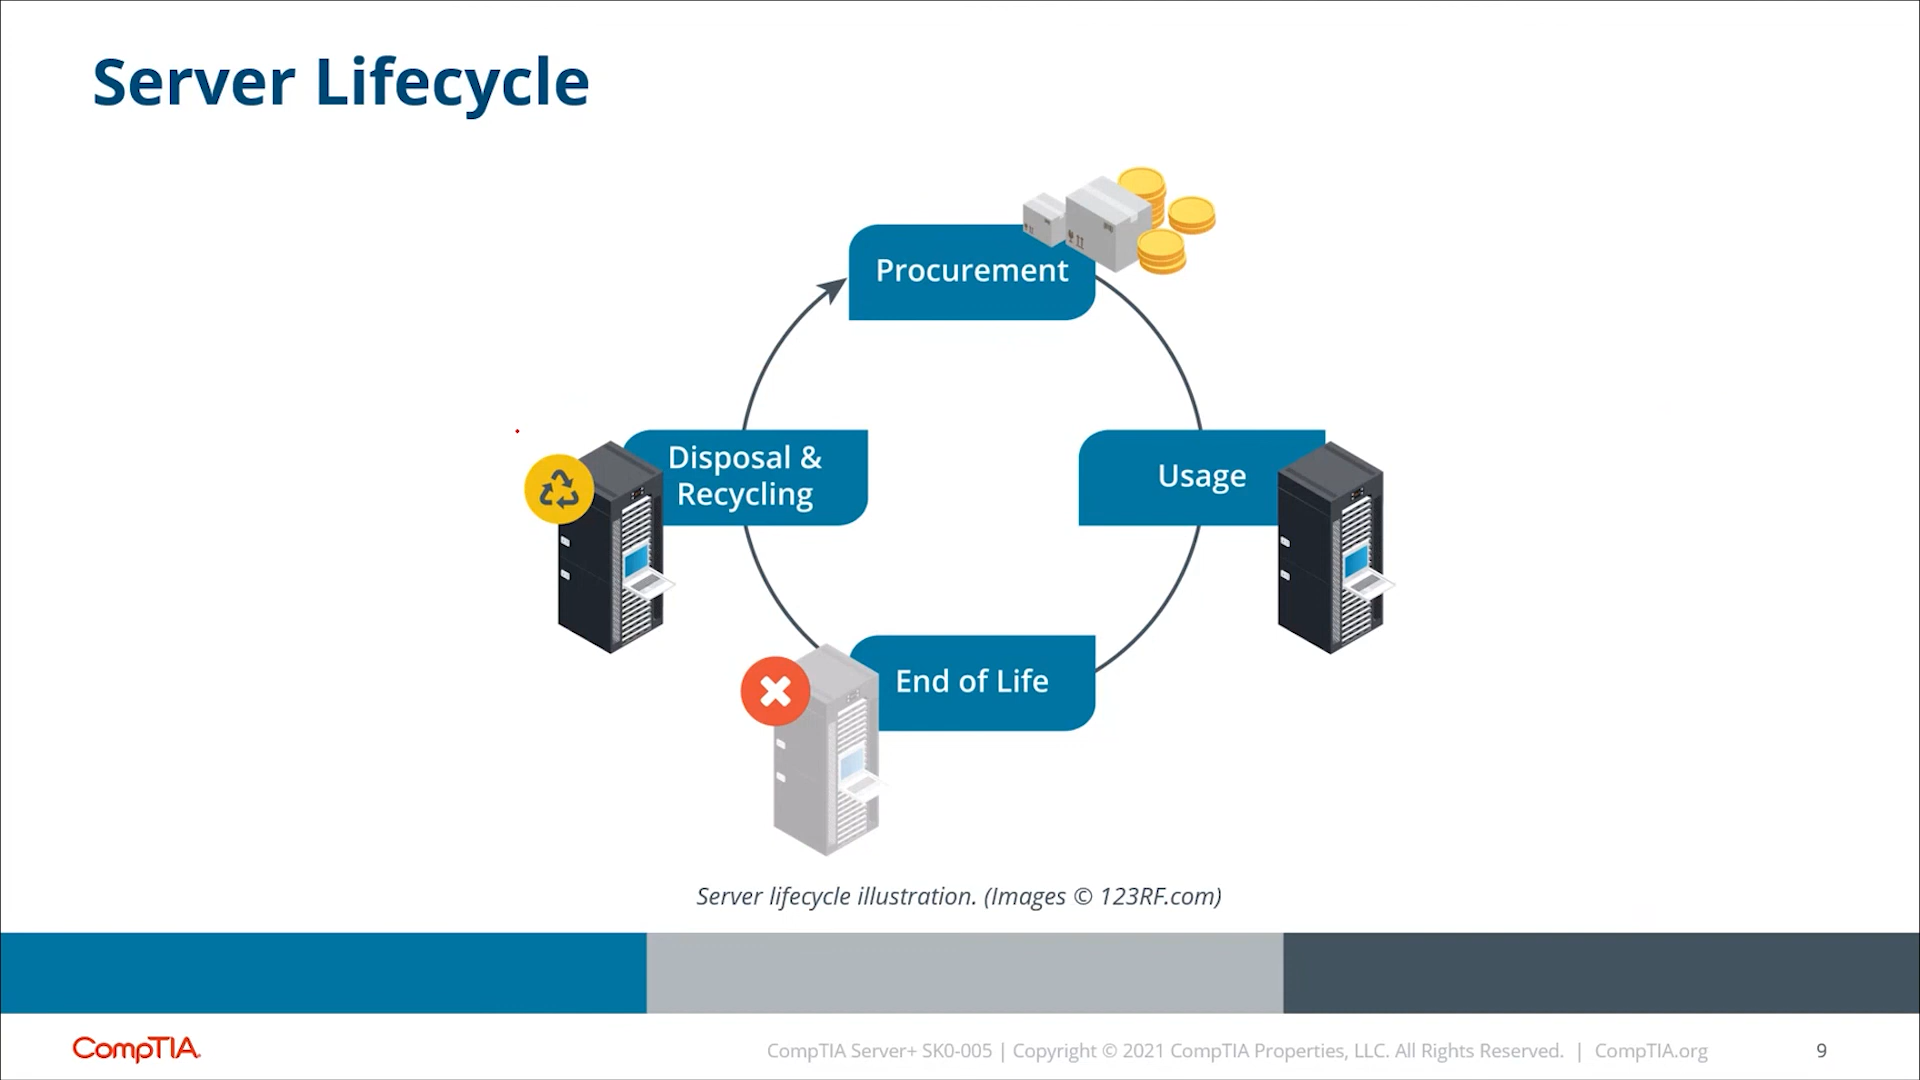 Server Lifecycle
Procurement
Disposal &
Recycling
Usage
End of Life
Server lifecycle illustration. (Images © 123RF.com)
CompTIA.
CompTIA Server+ SK0-005 | Copyright © 2021 CompTIA Properties, LLC. All Rights Reserved. | CompTIA.org
9